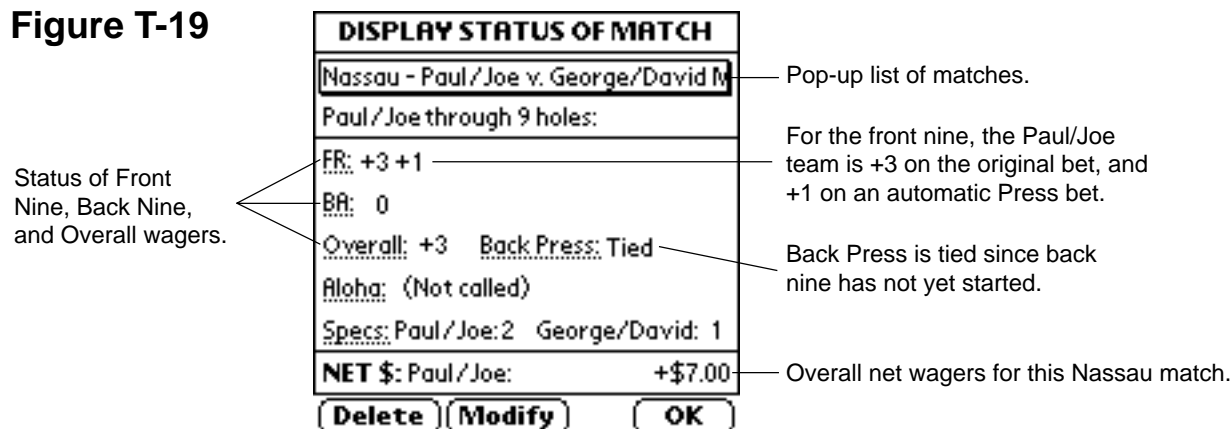 Figure T-19
DISPLAY STATUS OF MATCH
Nassau - Paul/Joe v. George/David M
Pop-up list of matches.
Paul/Joe through 9 holes:
Status of Front
Nine, Back Nine,
and Overall wagers.
FR: +3 +1
For the front nine, the Paul/Joe
team is +3 on the original bet, and
+1 on an automatic Press bet.
BA: 0
Overall: +3 Back Press: Tied
Back Press is tied since back
nine has not yet started.
Aloha: (Not called)
Specs: Paul/Joe: 2 George/David: 1
NET $: Paul/Joe: +$7.00
Overall net wagers for this Nassau match.
Delete Modify OK